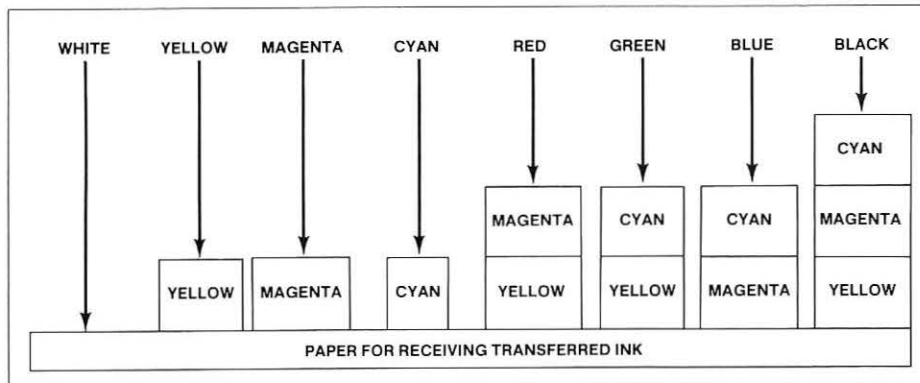 WHITE YELLOW MAGENTA CYAN RED GREEN BLUE BLACK
CYAN
MAGENTA CYAN CYAN MAGENTA
YELLOW MAGENTA CYAN YELLOW YELLOW MAGENTA YELLOW
PAPER FOR RECEIVING TRANSFERRED INK